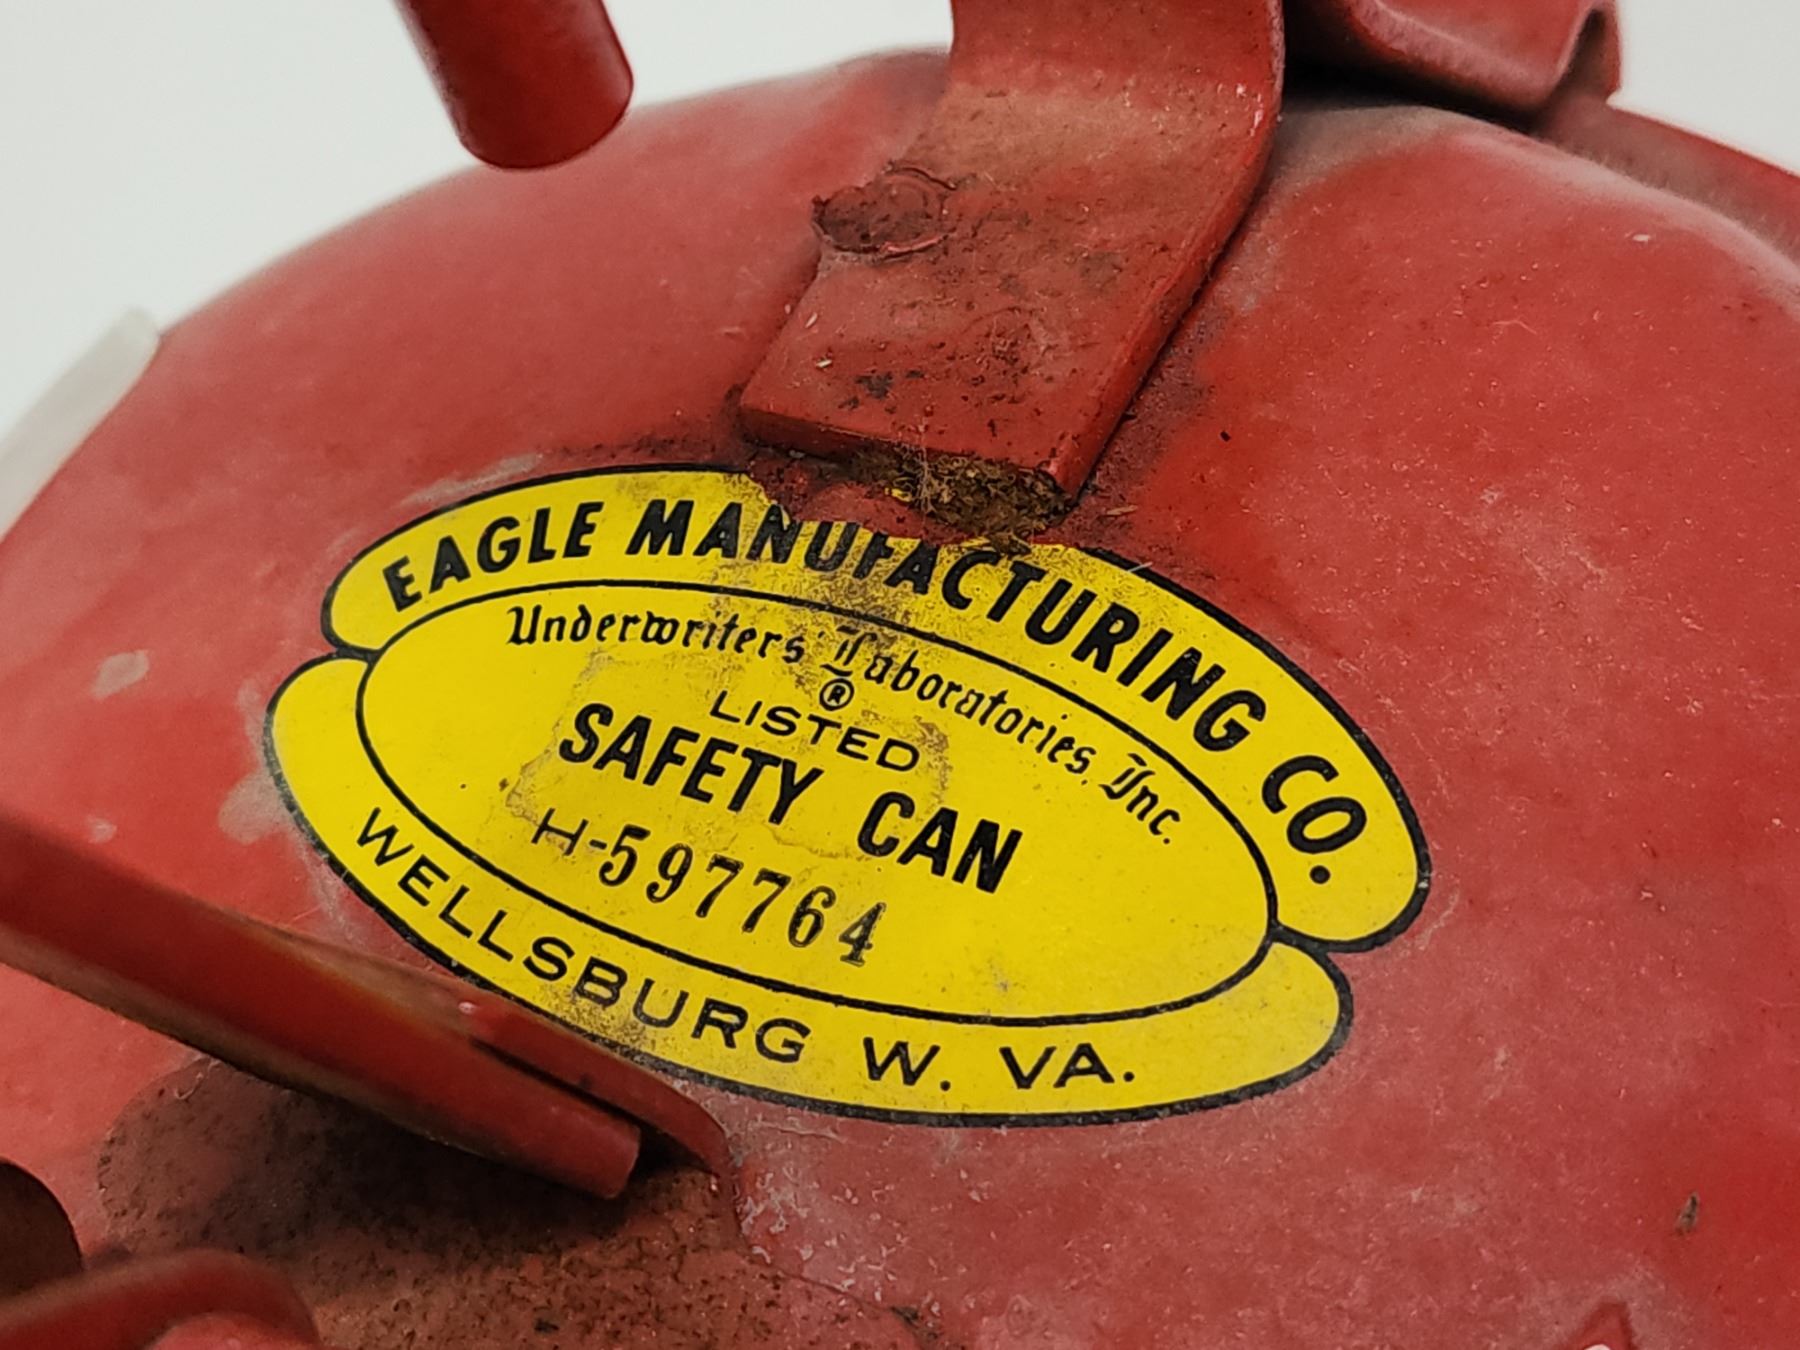 EAGLE MANUFACTURING CO.
Underwriters' Laboratories, Inc.
®
LISTED
SAFETY CAN
H-597764
WELLSBURG W. VA.